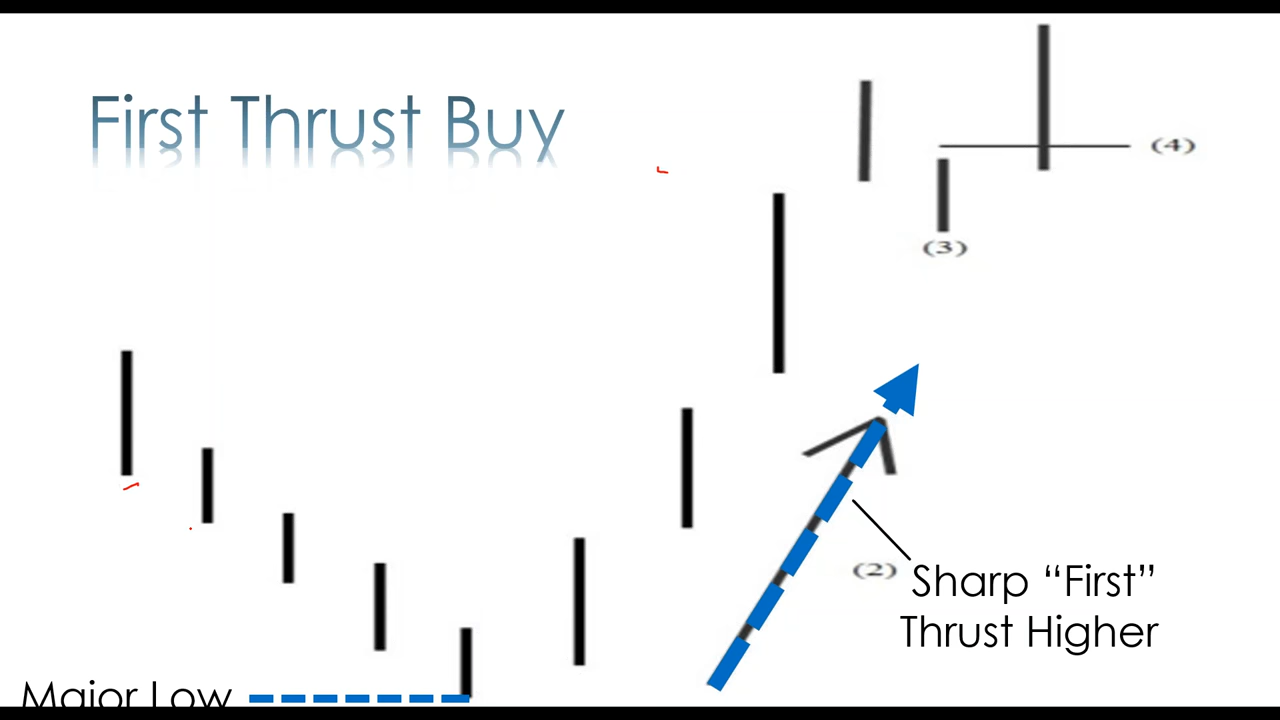 First Thrust Buy
(4)
(3)
(2)
Sharp “First”
Thrust Higher
Major Low